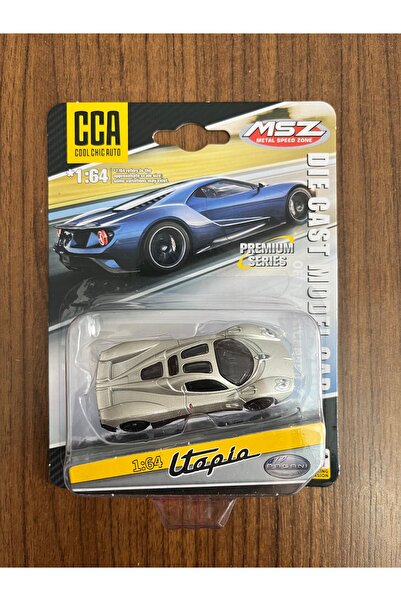 CCA
COOL CHIC AUTO
MSZ
METAL SPEED ZONE
*1:64
PREMIUM
SERIES
DIE CAST MODEL CAR
1:64
Utopia
PAGANI